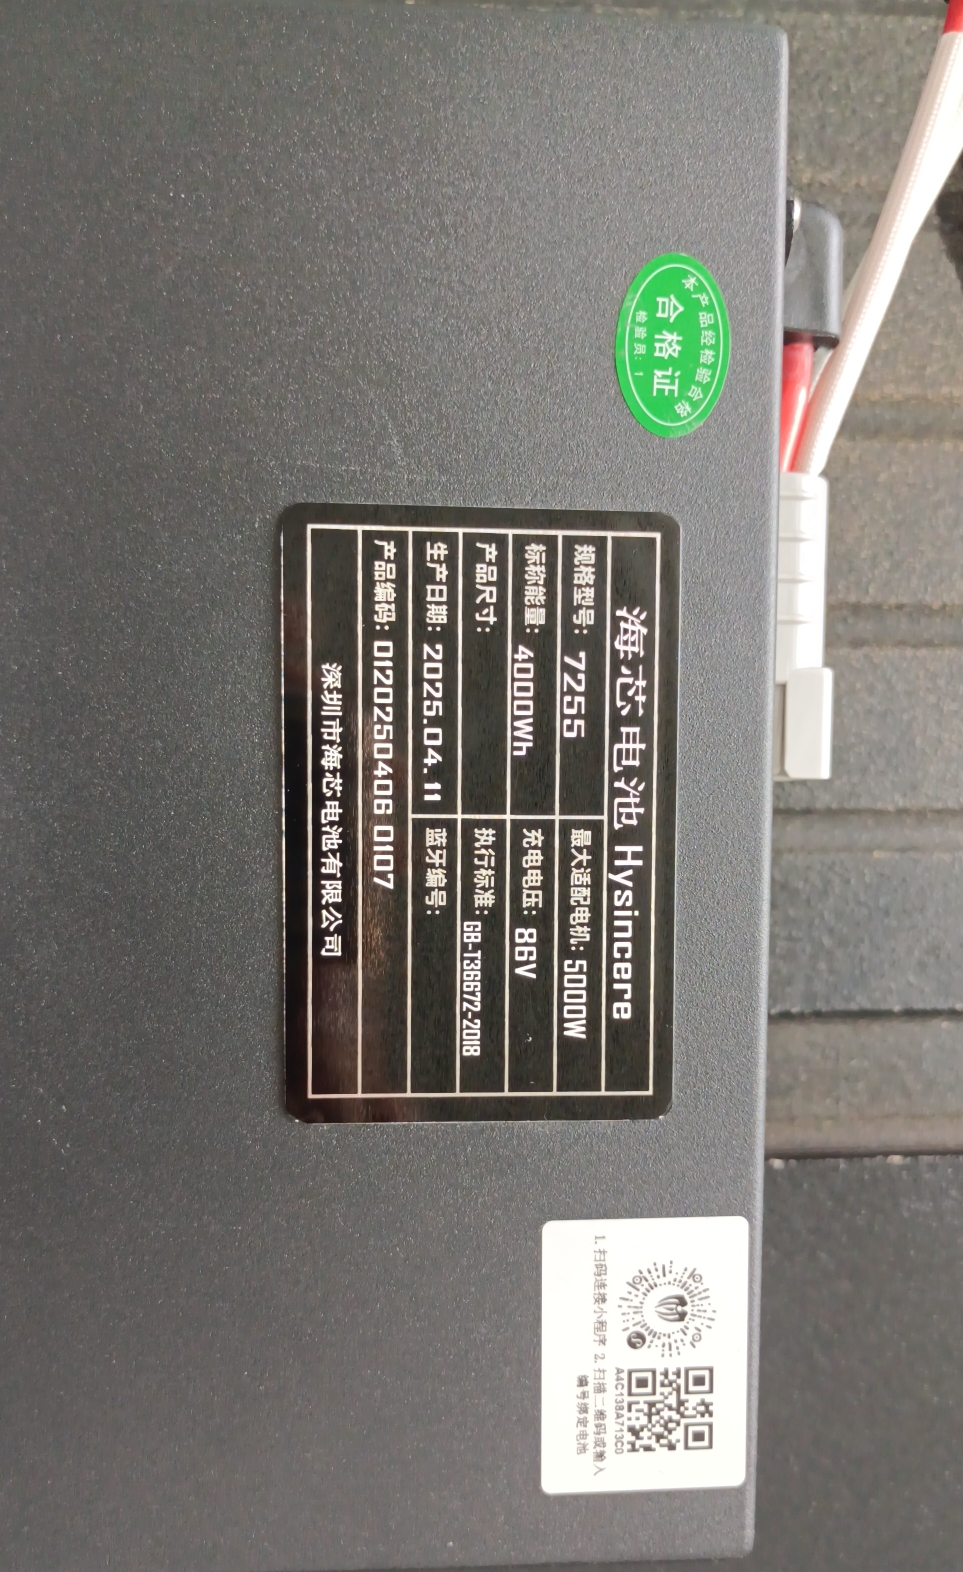 本产品经检验合格
合格证
检验员: 1
海芯电池 Hysincere
规格型号: 7255 最大适配电机: 5000W
标称能量: 4000Wh 充电电压: 86V
产品尺寸: 执行标准: GB-T36672-2018
生产日期: 2025.04.11 蓝牙编号:
产品编码: 0120250406 0107
深圳市海芯电池有限公司
A4C138A713C0
1. 扫码连接小程序 2. 扫描二维码或输入
编号绑定电池